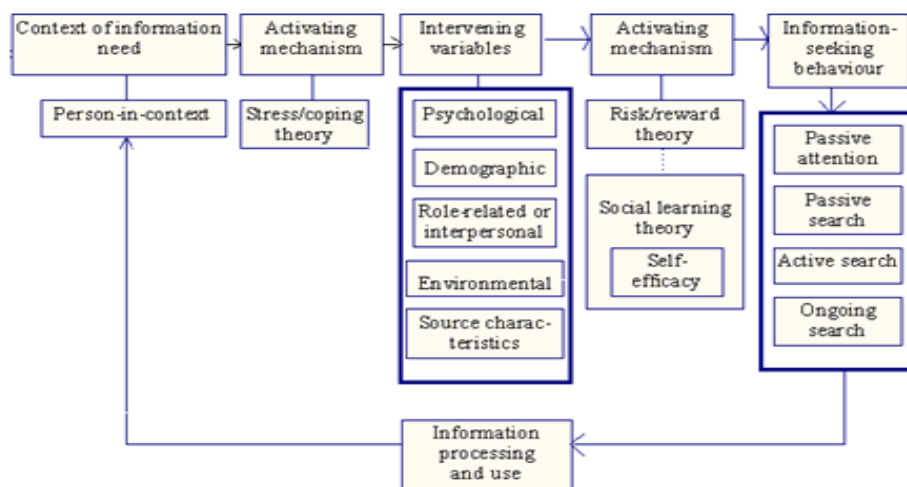 Context of information
need
Activating
mechanism
Intervening
variables
Activating
mechanism
Information-
seeking
behaviour
Person-in-context
Stress/coping
theory
Psychological
Demographic
Role-related or
interpersonal
Environmental
Source charac-
teristics
Risk/reward
theory
Social learning
theory
Self-
efficacy
Passive
attention
Passive
search
Active search
Ongoing
search
Information
processing
and use